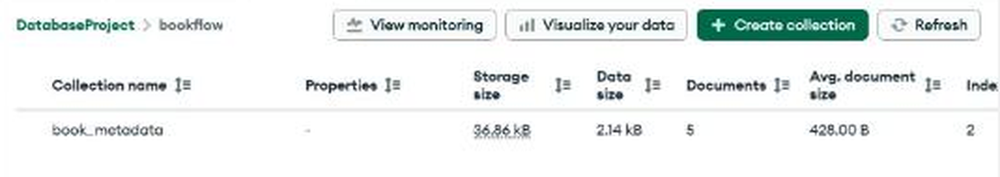 DatabaseProject > bookflow
View monitoring
Visualize your data
+ Create collection
Refresh
Collection name
Properties
Storage size
Data size
Documents
Avg. document size
Inde
book_metadata
-
36.86 kB
2.14 kB
5
428.00 B
2